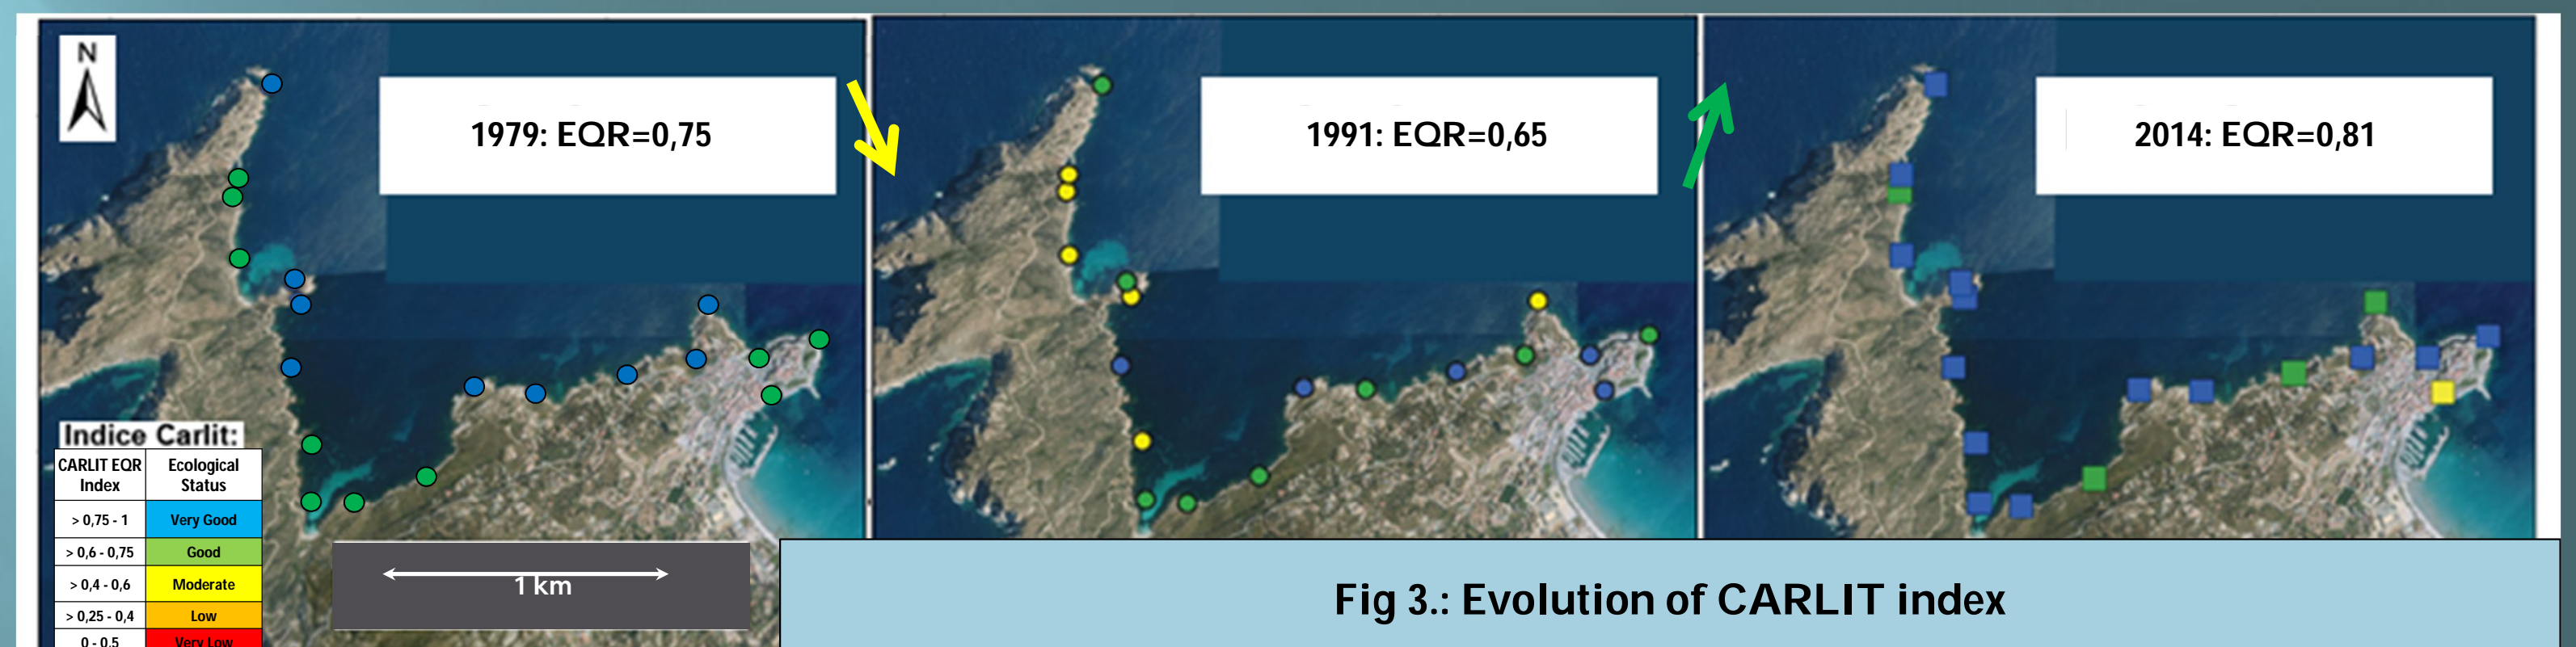 N
1979: EQR=0,75
1991: EQR=0,65
2014: EQR=0,81
Indice Carlit:
CARLIT EQR Index
Ecological Status
> 0,75 - 1
Very Good
> 0,6 - 0,75
Good
> 0,4 - 0,6
Moderate
> 0,25 - 0,4
Low
0 - 0,5
Very Low
1 km
Fig 3.: Evolution of CARLIT index